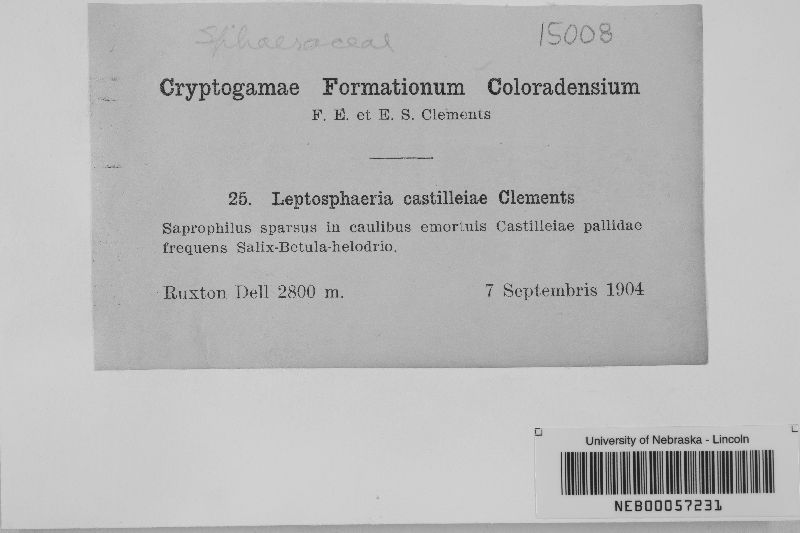 Sphaeraceae 15008
Cryptogamae Formationum Coloradensium
F. E. et E. S. Clements
25. Leptosphaeria castilleiae Clements
Saprophilus sparsus in caulibus emortuis Castilleiae pallidae
frequens Salix-Betula-helodrio.
Ruxton Dell 2800 m. 7 Septembris 1904
University of Nebraska - Lincoln
NEB00057231